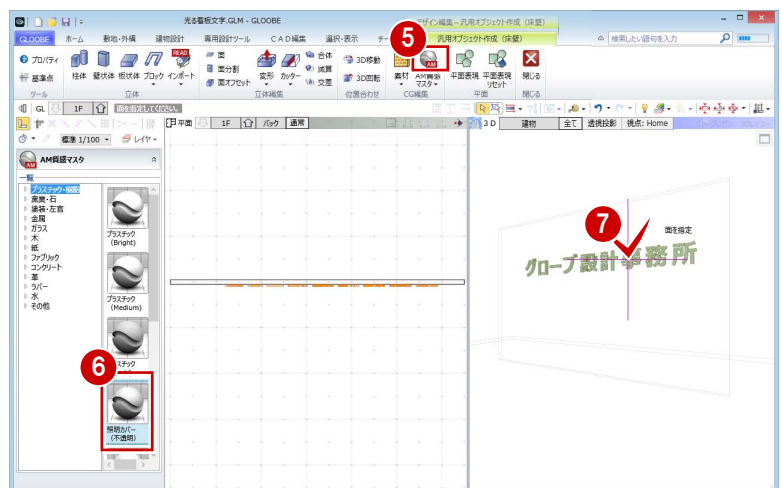 光る看板文字.GLM - GLOOBE
汎用オブジェクト作成（床壁）
GLOOBE ホーム 敷地・外構 建物設計 専用設計ツール CAD編集 選択・表示 汎用オブジェクト作成（床壁） 検索したい語句を入力
5
プロパティ
基準点
ツール
柱体 壁状体 板状体 ブロック インポート
READ
立体
面
面分割
面オフセット
変形 カッター
合体
減算
交差
立体編集
3D移動
3D回転
位置合わせ
素材 AM質感マスタ
AM
CG編集
平面表現 平面表現リセット
平面
閉じる
閉じる
GL 1F 面を指定してください。
平面 1F バック 通常
3D 建物 全て 透視投影 視点: Home
標準 1/100 レイヤ
AM質感マスタ
一覧
プラスチック・樹脂
窯業・石
塗装・左官
金属
ガラス
木
紙
ファブリック
コンクリート
革
ラバー
水
その他
プラスチック
(Bright)
プラスチック
(Medium)
6
照明カバー
(不透明)
7
面を指定
グローブ設計事務所